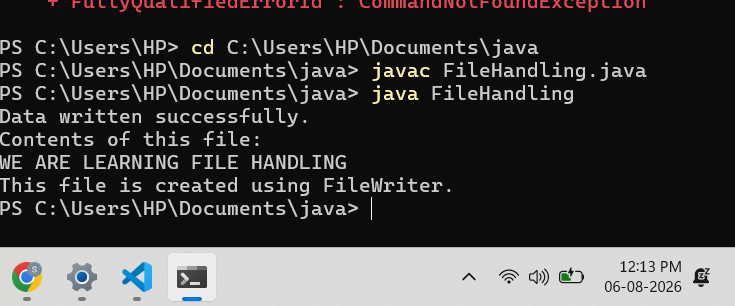 + FullyQualifiedErrorId : CommandNotFoundException
PS C:\Users\HP> cd C:\Users\HP\Documents\java
PS C:\Users\HP\Documents\java> javac FileHandling.java
PS C:\Users\HP\Documents\java> java FileHandling
Data written successfully.
Contents of this file:
WE ARE LEARNING FILE HANDLING
This file is created using FileWriter.
PS C:\Users\HP\Documents\java>
S
12:13 PM
06-08-2026